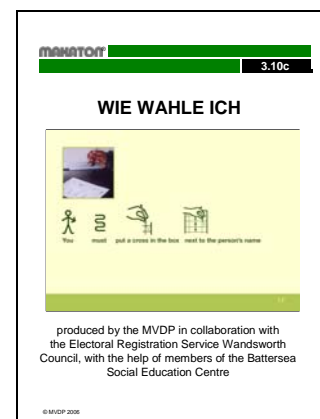 MAKATON
3.10c
WIE WAHLE ICH
You must put a cross in the box next to the person's name
produced by the MVDP in collaboration with
the Electoral Registration Service Wandsworth
Council, with the help of members of the Battersea
Social Education Centre
© MVDP 2006